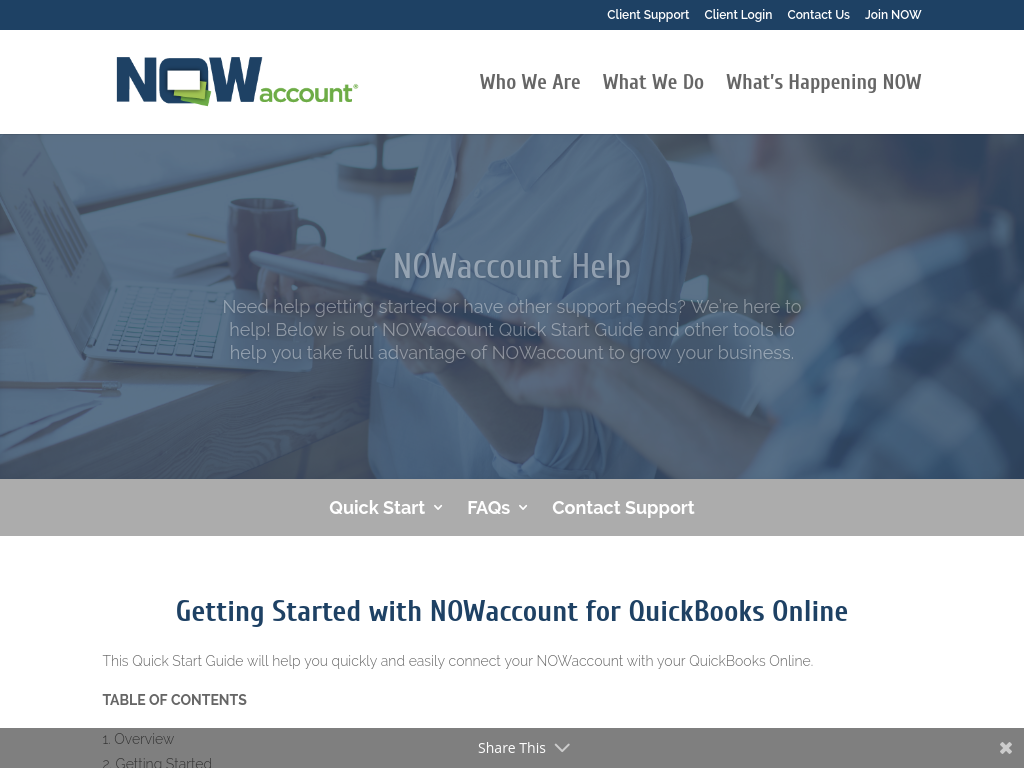 Client Support Client Login Contact Us Join NOW
NOWaccount®
Who We Are What We Do What's Happening NOW
NOWaccount Help
Need help getting started or have other support needs? We're here to
help! Below is our NOWaccount Quick Start Guide and other tools to
help you take full advantage of NOWaccount to grow your business.
Quick Start FAQs Contact Support
Getting Started with NOWaccount for QuickBooks Online
This Quick Start Guide will help you quickly and easily connect your NOWaccount with your QuickBooks Online.
TABLE OF CONTENTS
1. Overview
2. Getting Started
Share This